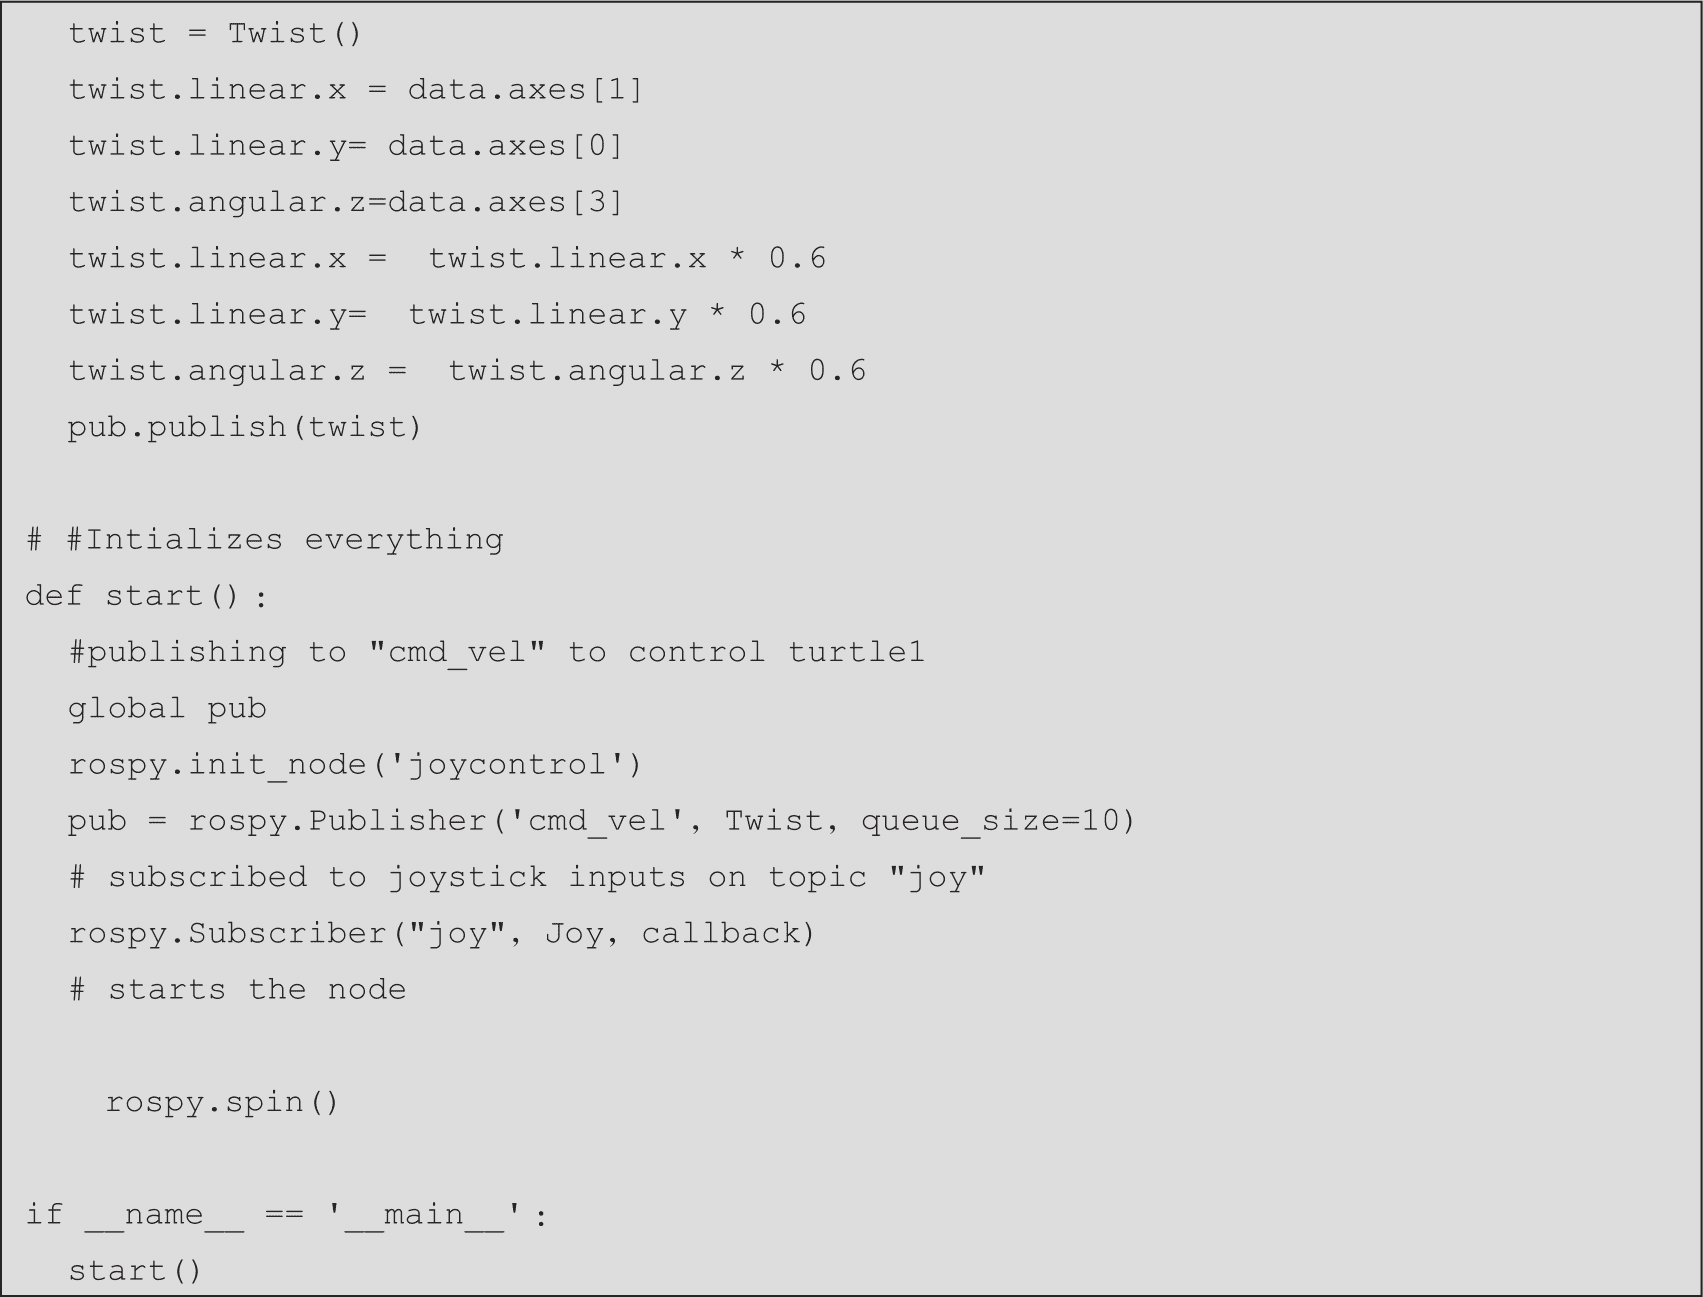 twist = Twist()
twist.linear.x = data.axes[1]
twist.linear.y= data.axes[0]
twist.angular.z=data.axes[3]
twist.linear.x =  twist.linear.x * 0.6
twist.linear.y=  twist.linear.y * 0.6
twist.angular.z =  twist.angular.z * 0.6
pub.publish(twist)
# #Intializes everything
def start():
#publishing to "cmd_vel" to control turtle1
global pub
rospy.init_node('joycontrol')
pub = rospy.Publisher('cmd_vel', Twist, queue_size=10)
# subscribed to joystick inputs on topic "joy"
rospy.Subscriber("joy", Joy, callback)
# starts the node
rospy.spin()
if __name__ == '__main__':
start()